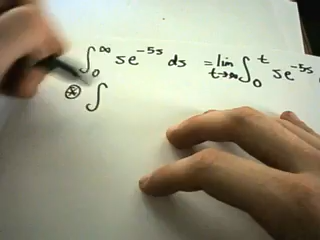 ∫₀^∞ se^{-5s} ds = lim_{t→∞} ∫₀^t se^{-5s}
⊛ ∫